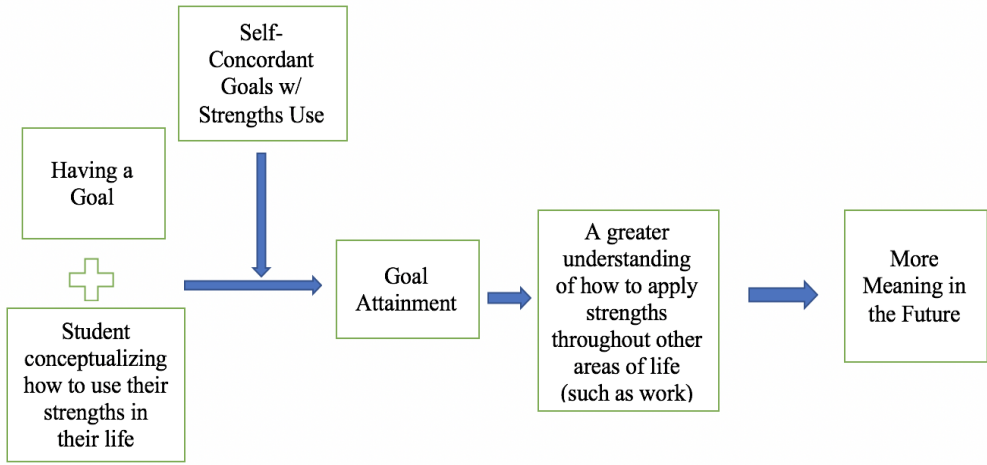 Self-
Concordant
Goals w/
Strengths Use
Having a
Goal
Student
conceptualizing
how to use their
strengths in
their life
Goal
Attainment
A greater
understanding
of how to apply
strengths
throughout other
areas of life
(such as work)
More
Meaning in
the Future